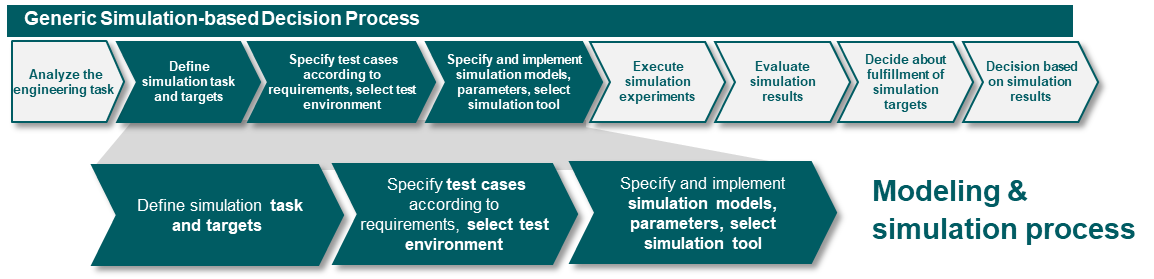 Generic Simulation-based Decision Process
Analyze the
engineering task
Define
simulation task
and targets
Specify test cases
according to
requirements, select test
environment
Specify and implement
simulation models,
parameters, select
simulation tool
Execute
simulation
experiments
Evaluate
simulation
results
Decide about
fulfillment of
simulation
targets
Decision based
on simulation
results
Define simulation task
and targets
Specify test cases
according to
requirements, select test
environment
Specify and implement
simulation models,
parameters, select
simulation tool
Modeling &
simulation process